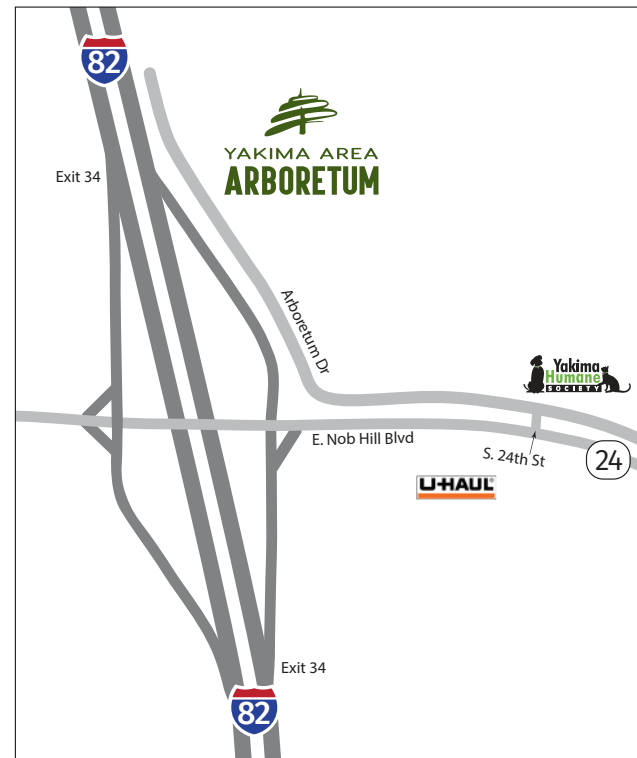 82
YAKIMA AREA
ARBORETUM
Exit 34
Arboretum Dr
Yakima
Humane
SOCIETY
E. Nob Hill Blvd
S. 24th St
24
U-HAUL
Exit 34
82